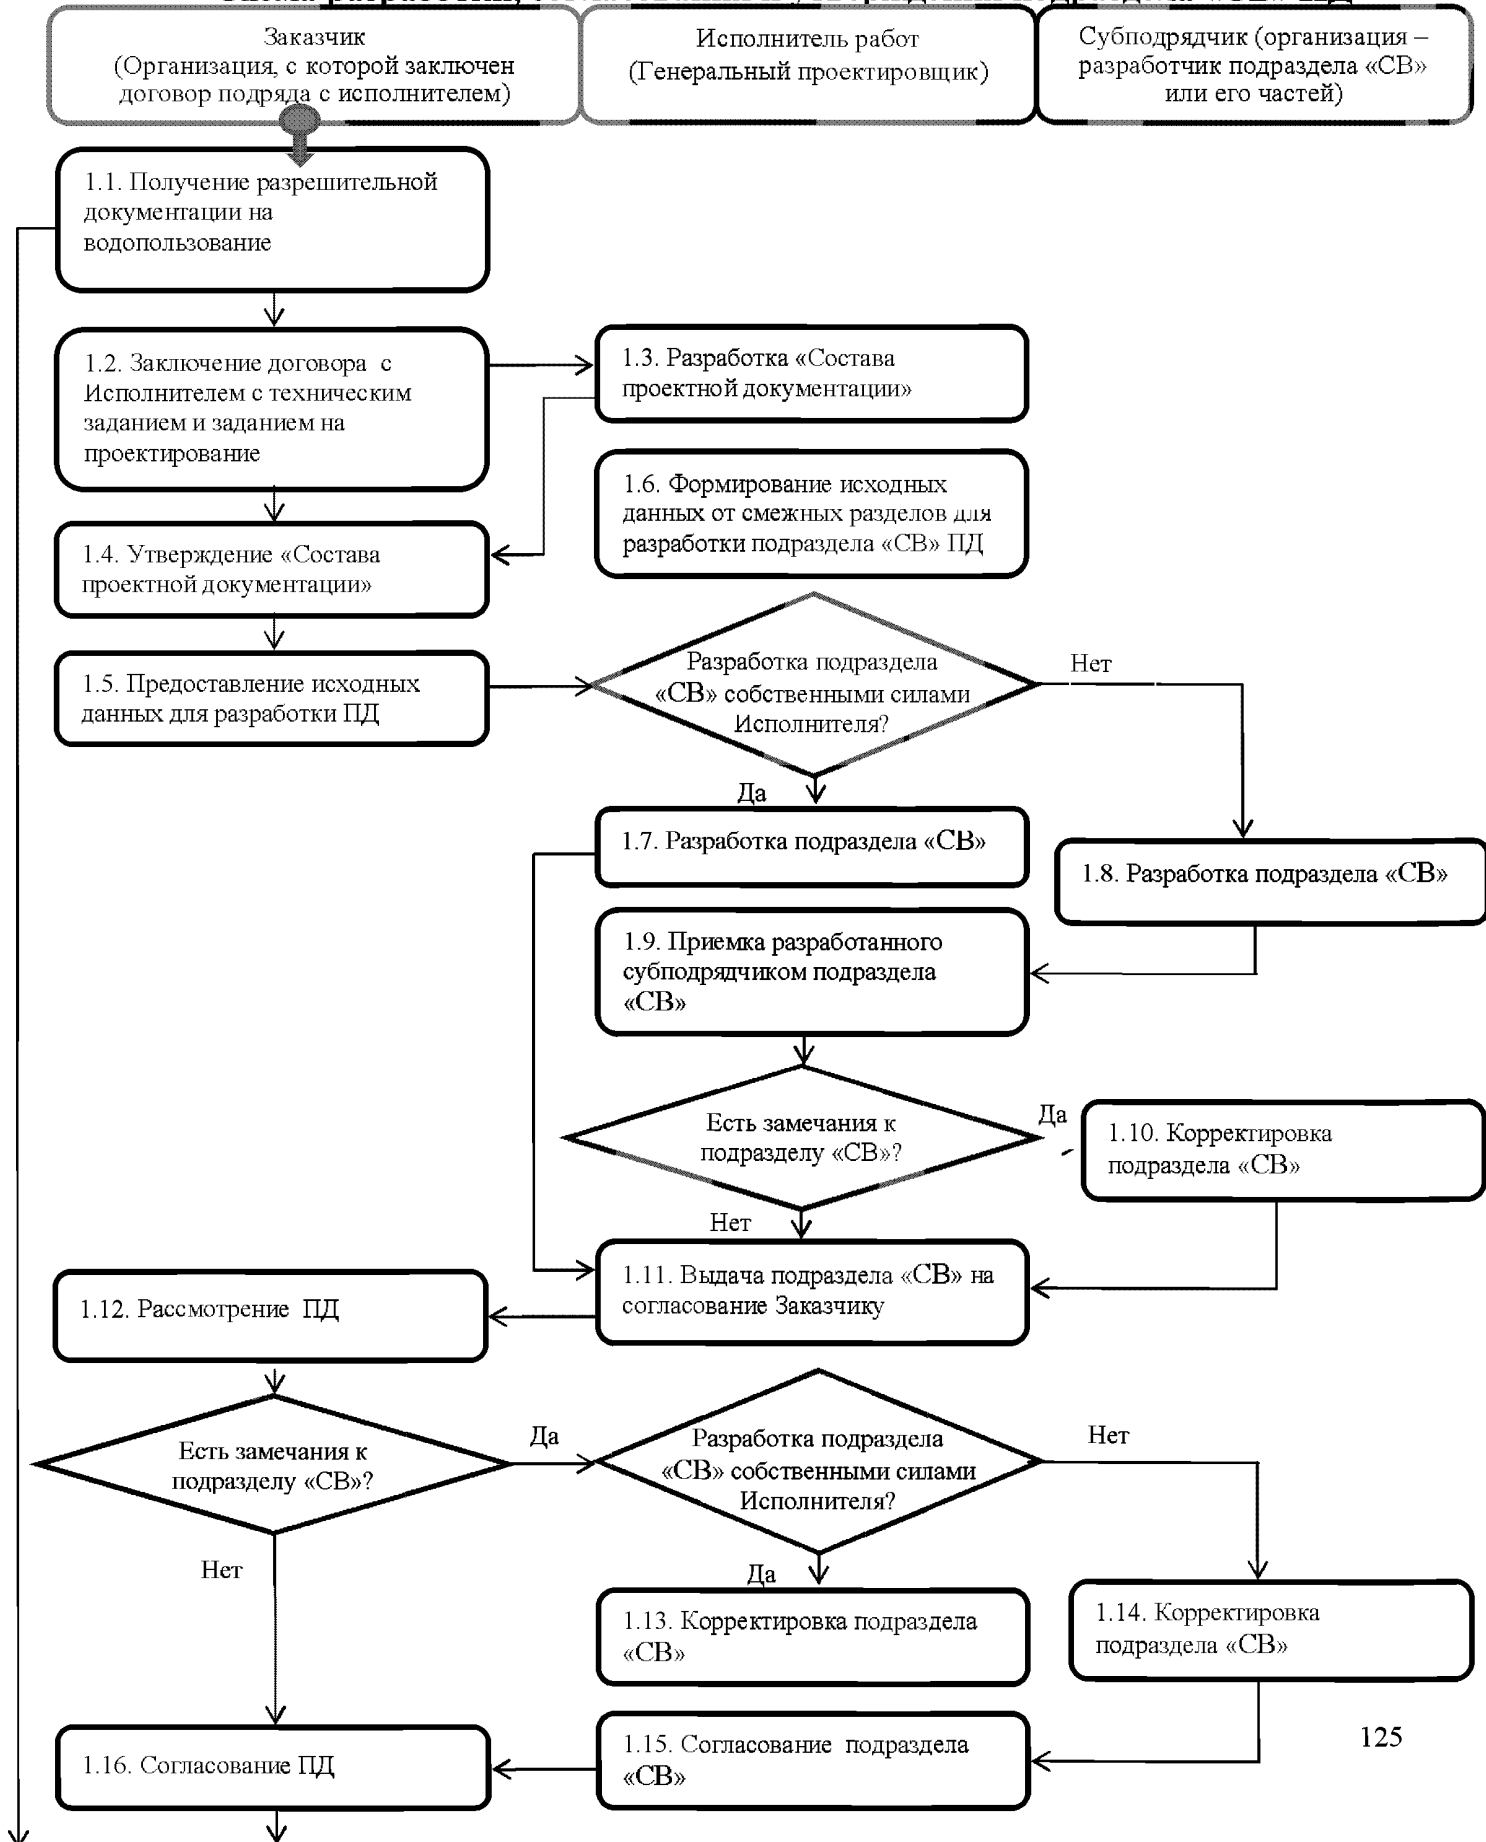 Заказчик
(Организация, с которой заключен
договор подряда с исполнителем)
Исполнитель работ
(Генеральный проектировщик)
Субподрядчик (организация –
разработчик подраздела «СВ»
или его частей)
1.1. Получение разрешительной
документации на
водопользование
1.2. Заключение договора с
Исполнителем с техническим
заданием и заданием на
проектирование
1.3. Разработка «Состава
проектной документации»
1.6. Формирование исходных
данных от смежных разделов для
разработки подраздела «СВ» ПД
1.4. Утверждение «Состава
проектной документации»
1.5. Предоставление исходных
данных для разработки ПД
Разработка подраздела
«СВ» собственными силами
Исполнителя?
Нет
Да
1.7. Разработка подраздела «СВ»
1.8. Разработка подраздела «СВ»
1.9. Приемка разработанного
субподрядчиком подраздела
«СВ»
Есть замечания к
подразделу «СВ»?
Да
1.10. Корректировка
подраздела «СВ»
Нет
1.11. Выдача подраздела «СВ» на
согласование Заказчику
1.12. Рассмотрение ПД
Есть замечания к
подразделу «СВ»?
Да
Разработка подраздела
«СВ» собственными силами
Исполнителя?
Нет
Нет
Да
1.13. Корректировка подраздела
«СВ»
1.14. Корректировка
подраздела «СВ»
1.15. Согласование подраздела
«СВ»
1.16. Согласование ПД
125